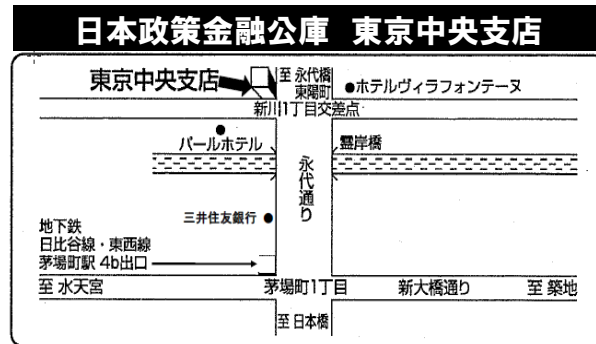 日本政策金融公庫 東京中央支店
東京中央支店
至 永代橋
東陽町
●ホテルヴィラフォンテーヌ
新川1丁目交差点
パールホテル
霊岸橋
永代通り
三井住友銀行
地下鉄
日比谷線・東西線
茅場町駅 4b出口
至 水天宮
茅場町1丁目
新大橋通り
至 築地
至 日本橋